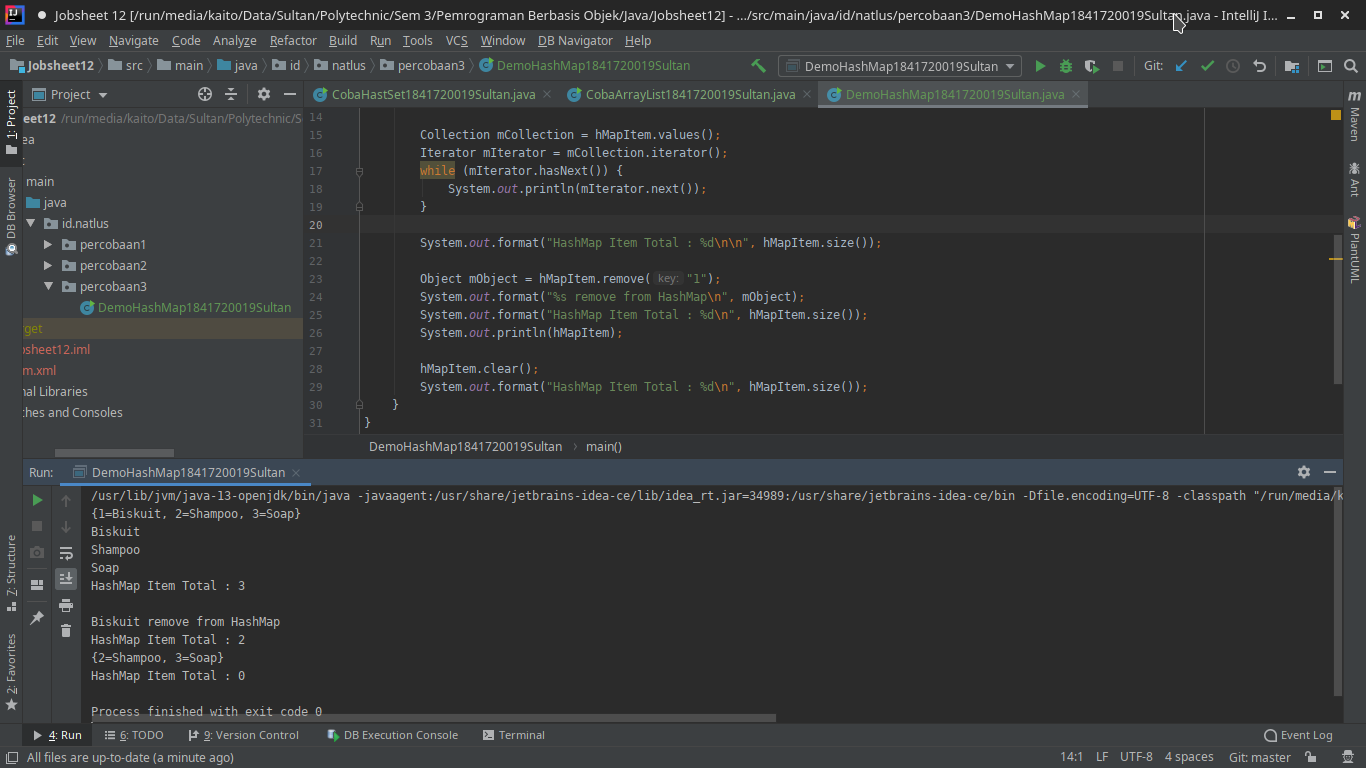 Jobsheet 12 [/run/media/kaito/Data/Sultan/Polytechnic/Sem 3/Pemrograman Berbasis Objek/Java/Jobsheet12] - .../src/main/java/id/natlus/percobaan3/DemoHashMap1841720019Sultan.java - IntelliJ I...
File Edit View Navigate Code Analyze Refactor Build Run Tools VCS Window DB Navigator Help
Jobsheet12 src main java id natlus percobaan3 DemoHashMap1841720019Sultan DemoHashMap1841720019Sultan Git:
1: Project
Project
CobaHastSet1841720019Sultan.java CobaArrayList1841720019Sultan.java DemoHashMap1841720019Sultan.java
eet12 /run/media/kaito/Data/Sultan/Polytechnic/S
ea
main
java
id.natlus
percobaan1
percobaan2
percobaan3
DemoHashMap1841720019Sultan
get
bsheet12.iml
m.xml
nal Libraries
ches and Consoles
DB Browser
Z: Structure
2: Favorites
14
15 Collection mCollection = hMapItem.values();
16 Iterator mIterator = mCollection.iterator();
17 while (mIterator.hasNext()) {
18 System.out.println(mIterator.next());
19 }
20
21 System.out.format("HashMap Item Total : %d\n\n", hMapItem.size());
22
23 Object mObject = hMapItem.remove( key: "1");
24 System.out.format("%s remove from HashMap\n", mObject);
25 System.out.format("HashMap Item Total : %d\n", hMapItem.size());
26 System.out.println(hMapItem);
27
28 hMapItem.clear();
29 System.out.format("HashMap Item Total : %d\n", hMapItem.size());
30 }
31 }
DemoHashMap1841720019Sultan main()
Maven
Ant
PlantUML
Run: DemoHashMap1841720019Sultan
/usr/lib/jvm/java-13-openjdk/bin/java -javaagent:/usr/share/jetbrains-idea-ce/lib/idea_rt.jar=34989:/usr/share/jetbrains-idea-ce/bin -Dfile.encoding=UTF-8 -classpath "/run/media/k
{1=Biskuit, 2=Shampoo, 3=Soap}
Biskuit
Shampoo
Soap
HashMap Item Total : 3
Biskuit remove from HashMap
HashMap Item Total : 2
{2=Shampoo, 3=Soap}
HashMap Item Total : 0
Process finished with exit code 0
4: Run 6: TODO 9: Version Control DB Execution Console Terminal Event Log
All files are up-to-date (a minute ago) 14:1 LF UTF-8 4 spaces Git: master